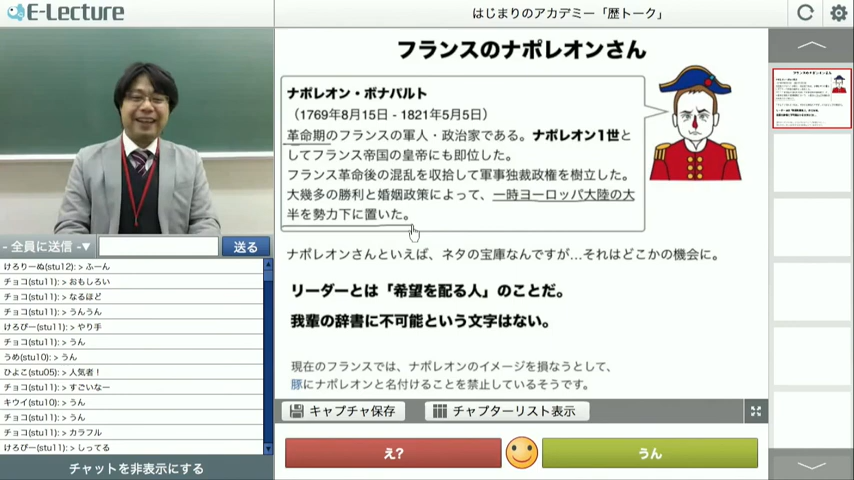 E-Lecture
はじまりのアカデミー「歴トーク」
フランスのナポレオンさん
ナポレオン・ボナパルト
（1769年8月15日 - 1821年5月5日）
革命期のフランスの軍人・政治家である。ナポレオン1世と
してフランス帝国の皇帝にも即位した。
フランス革命後の混乱を収拾して軍事独裁政権を樹立した。
大幾多の勝利と婚姻政策によって、一時ヨーロッパ大陸の大
半を勢力下に置いた。
ナポレオンさんといえば、ネタの宝庫なんですが…それはどこかの機会に。
リーダーとは「希望を配る人」のことだ。
我輩の辞書に不可能という文字はない。
現在のフランスでは、ナポレオンのイメージを損なうとして、
豚にナポレオンと名付けることを禁止しているそうです。
- 全員に送信 -▼
送る
けろりーぬ(stu12): > ふーん
チョコ(stu11): > おもしろい
チョコ(stu11): > なるほど
チョコ(stu11): > うんうん
けろぴー(stu11): > やり手
チョコ(stu11): > うん
うめ(stu10): > うん
ひよこ(stu05): > 人気者！
チョコ(stu11): > すごいなー
キウイ(stu10): > うん
チョコ(stu11): > うん
チョコ(stu11): > カラフル
けろぴー(stu11): > しってる
チャットを非表示にする
キャプチャ保存
チャプターリスト表示
え?
うん